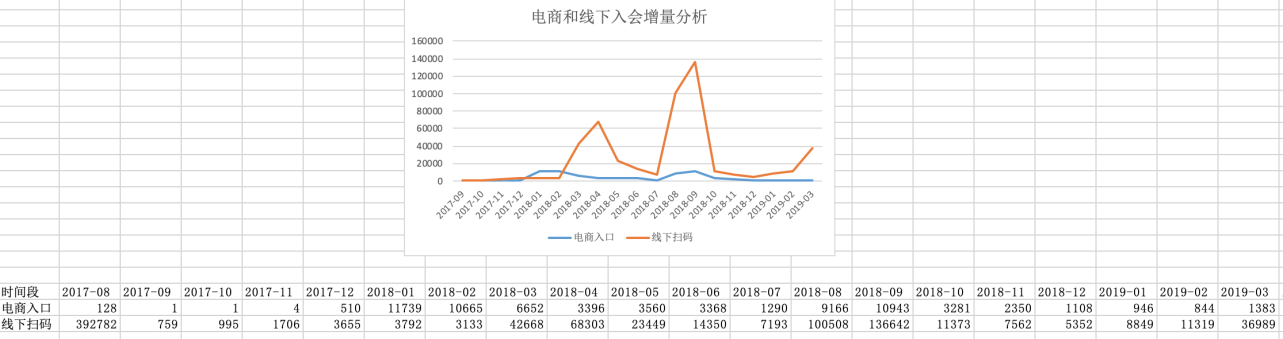 电商和线下入会增量分析
160000
140000
120000
100000
80000
60000
40000
20000
0
2017-09 2017-10 2017-11 2017-12 2018-01 2018-02 2018-03 2018-04 2018-05 2018-06 2018-07 2018-08 2018-09 2018-10 2018-11 2018-12 2019-01 2019-02 2019-03
电商入口 线下扫码
时间段 2017-08 2017-09 2017-10 2017-11 2017-12 2018-01 2018-02 2018-03 2018-04 2018-05 2018-06 2018-07 2018-08 2018-09 2018-10 2018-11 2018-12 2019-01 2019-02 2019-03
电商入口 128 1 1 4 510 11739 10665 6652 3396 3560 3368 1290 9166 10943 3281 2350 1108 946 844 1383
线下扫码 392782 759 995 1706 3655 3792 3133 42668 68303 23449 14350 7193 100508 136642 11373 7562 5352 8849 11319 36989